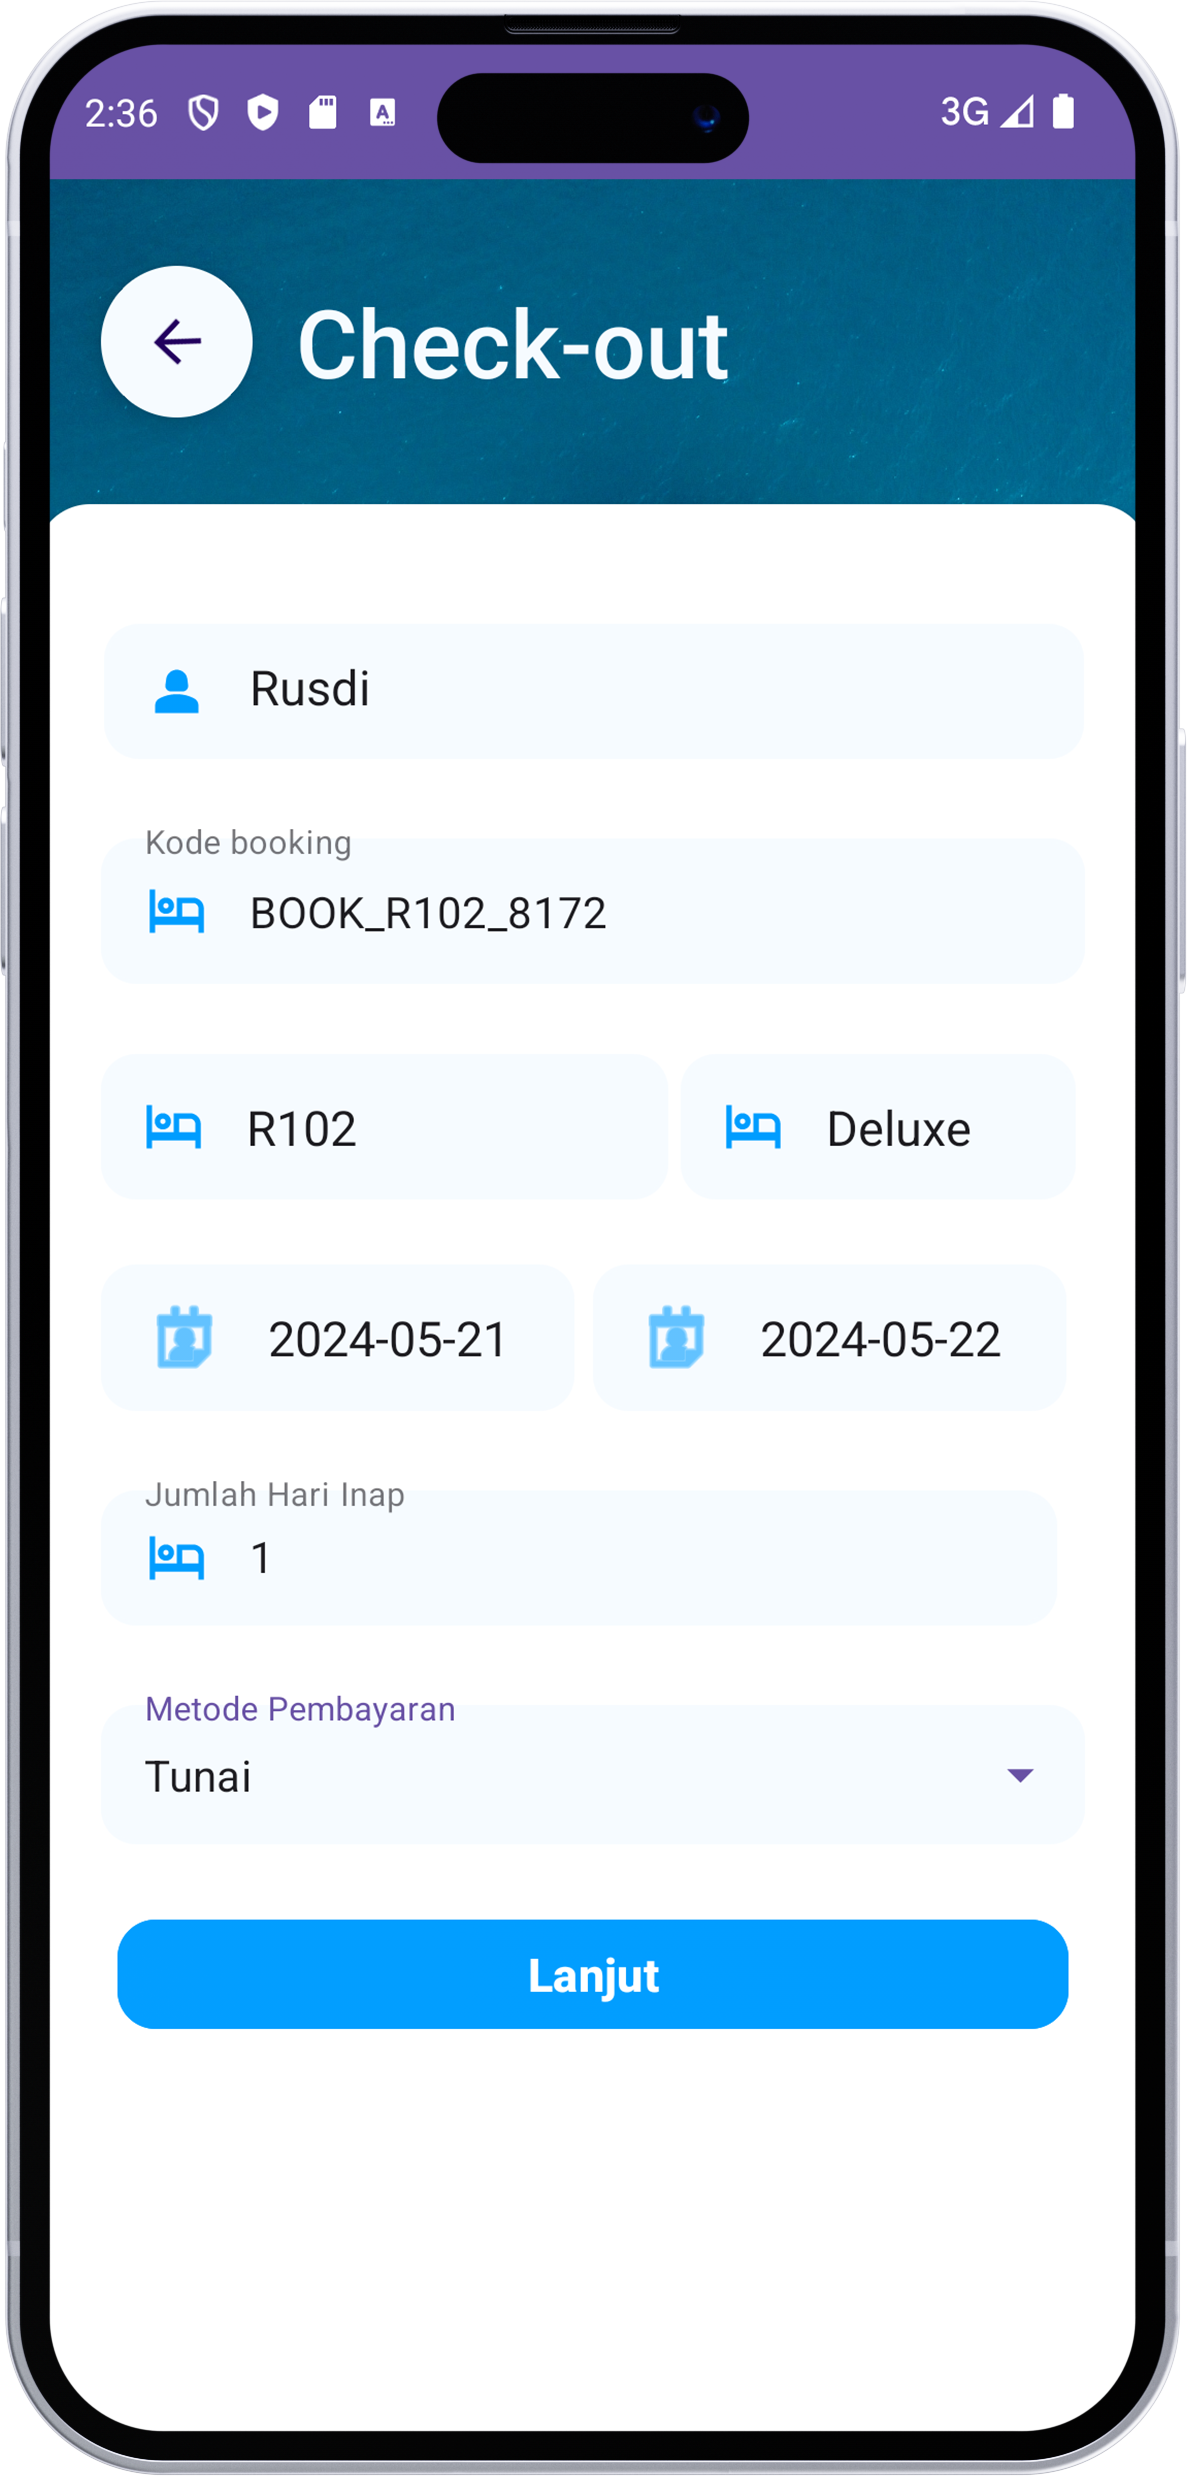 2:36 3G
Check-out
Rusdi
Kode booking
BOOK_R102_8172
R102 Deluxe
2024-05-21 2024-05-22
Jumlah Hari Inap
1
Metode Pembayaran
Tunai
Lanjut